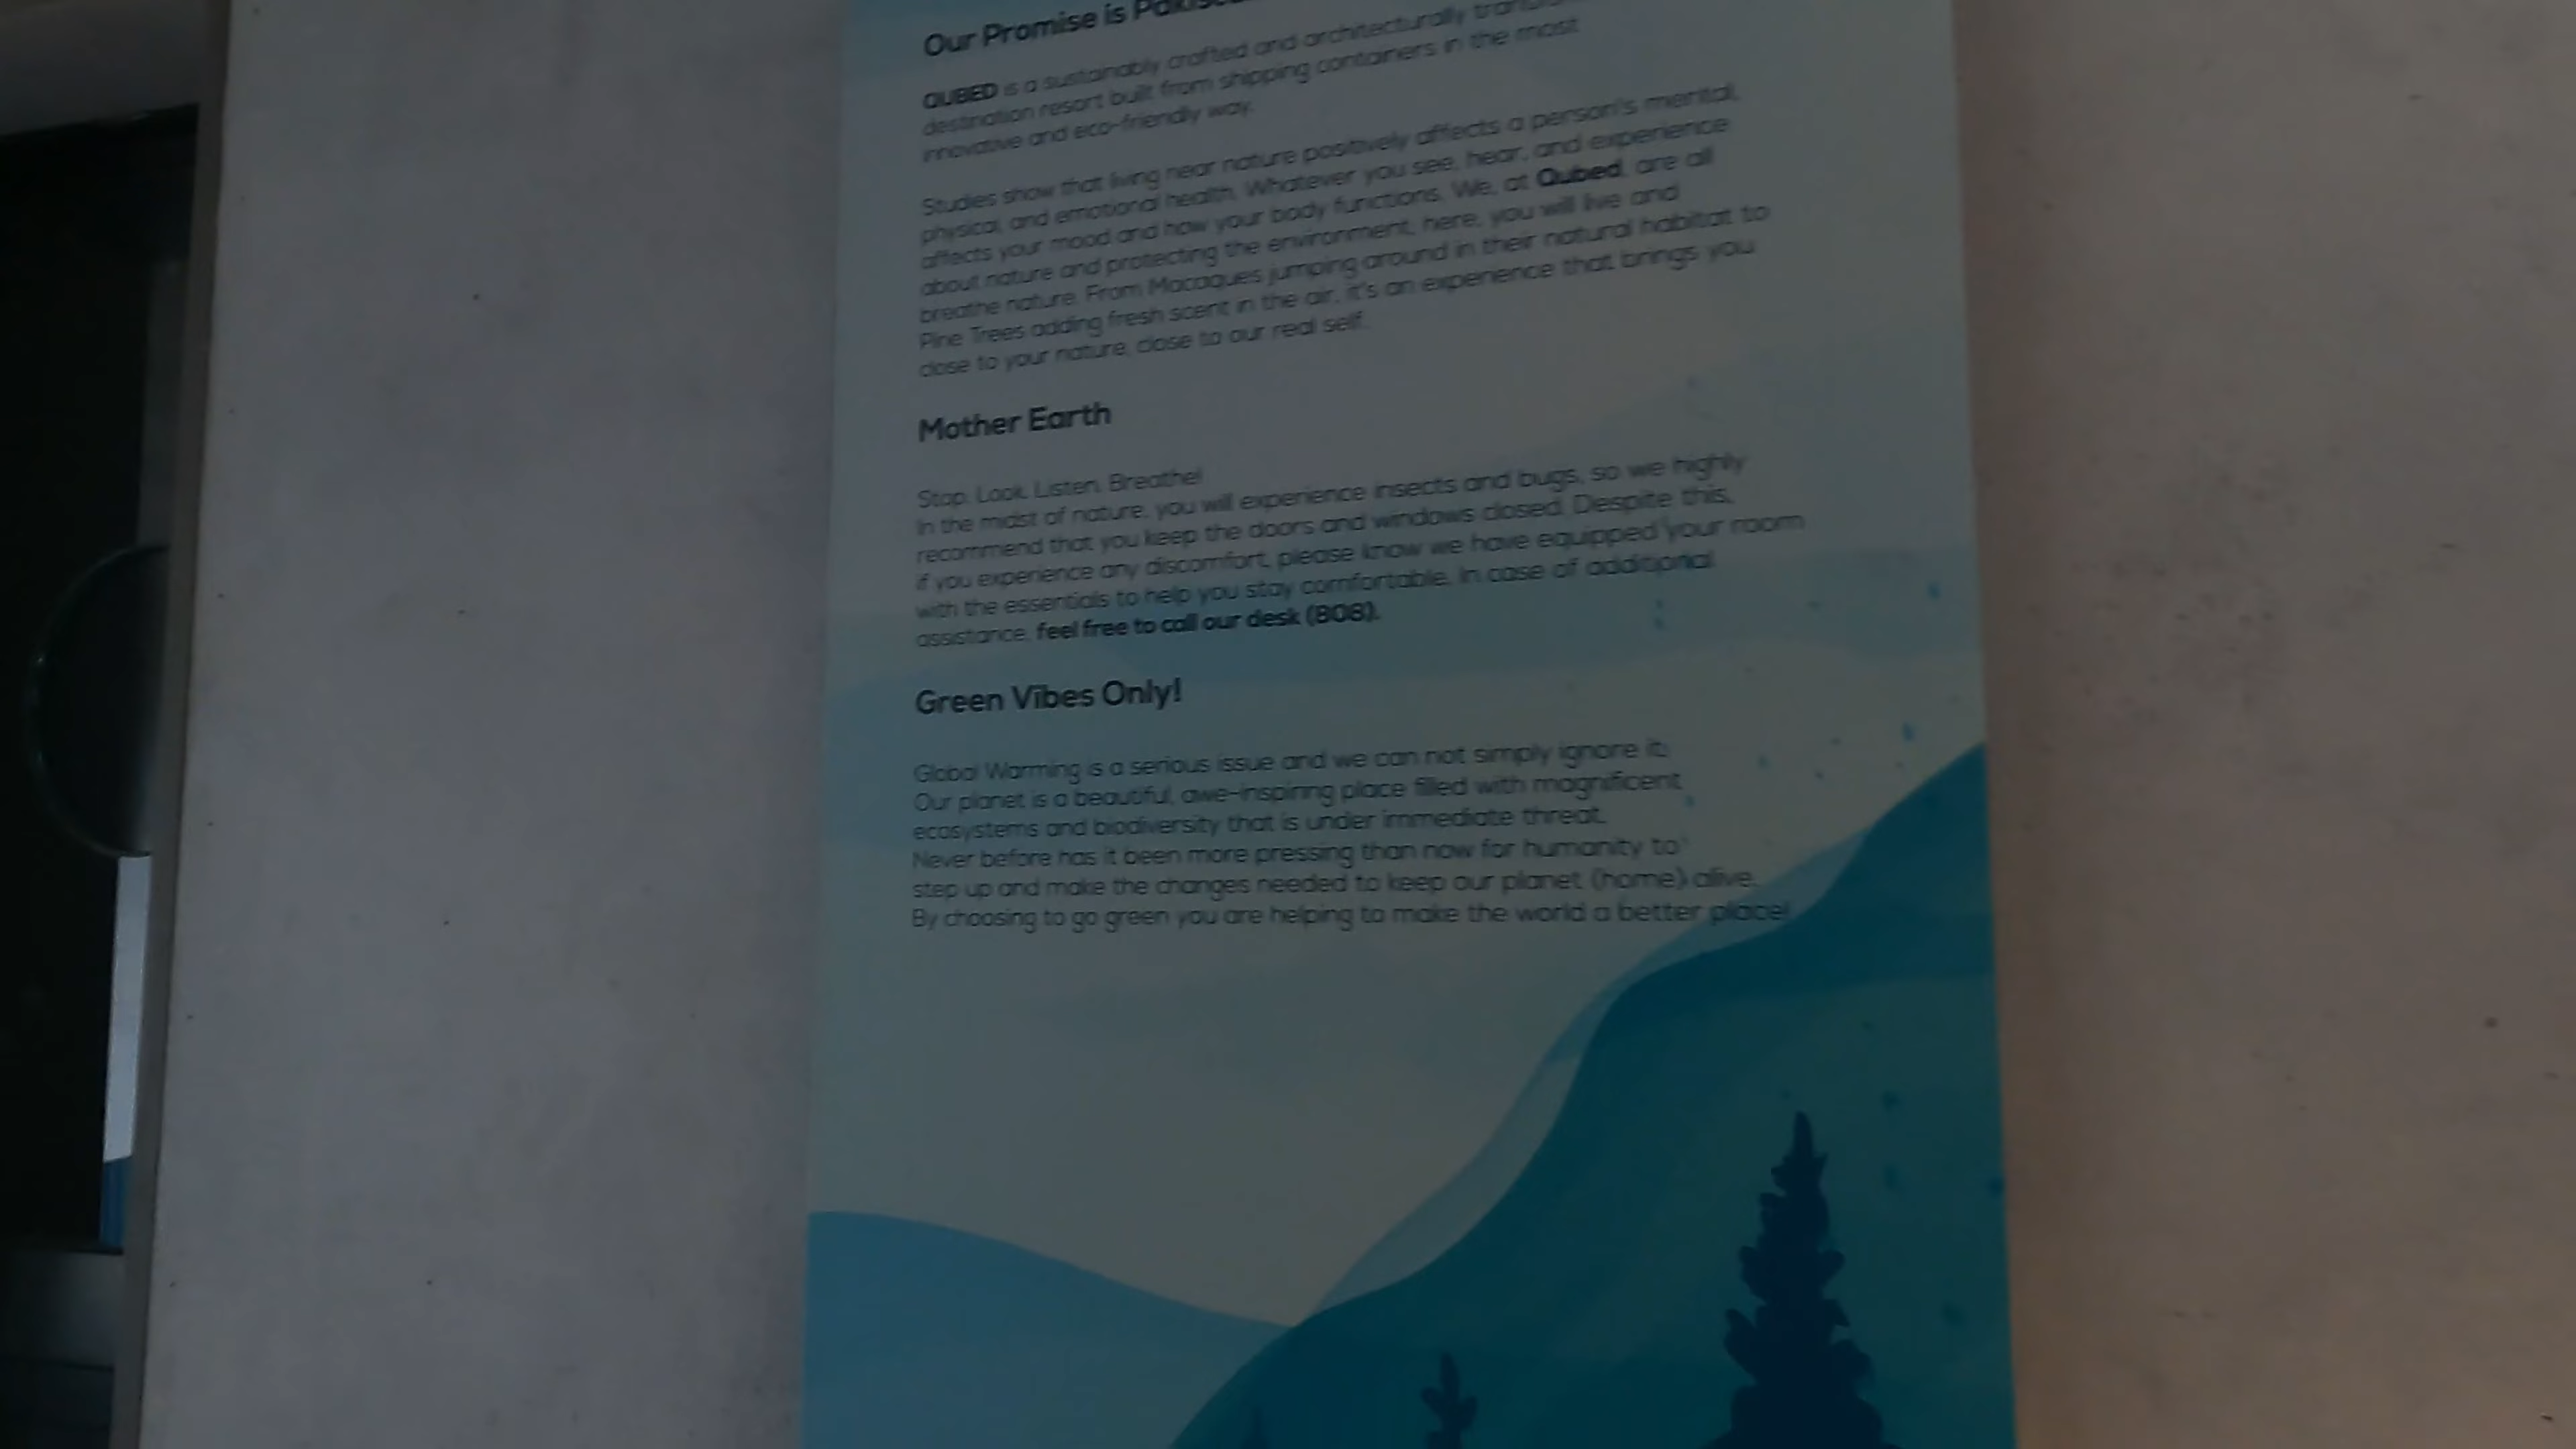 Our Promise is
QUBED is a sustainably crafted and architecturally
destination resort built from shipping containers in the most
innovative and eco-friendly way.
Studies show that living near nature positively affects a person's mental,
physical, and emotional health. Whatever you see, hear, and experience
affects your mood and how your body functions. We, at Qubed, are all
about nature and protecting the environment, here, you will live and
breathe nature. From Macaques jumping around in their natural habitat to
Pine Trees adding fresh scent in the air, it's an experience that brings you
close to your nature, close to our real self.
Mother Earth
Stop. Look. Listen. Breathe!
In the midst of nature, you will experience insects and bugs, so we highly
recommend that you keep the doors and windows closed. Despite this,
if you experience any discomfort, please know we have equipped your room
with the essentials to help you stay comfortable. In case of additional
assistance, feel free to call our desk (808).
Green Vibes Only!
Global Warming is a serious issue and we can not simply ignore it.
Our planet is a beautiful, awe-inspiring place filled with magnificent
ecosystems and biodiversity that is under immediate threat.
Never before has it been more pressing than now for humanity to
step up and make the changes needed to keep our planet (home) alive.
By choosing to go green you are helping to make the world a better place!